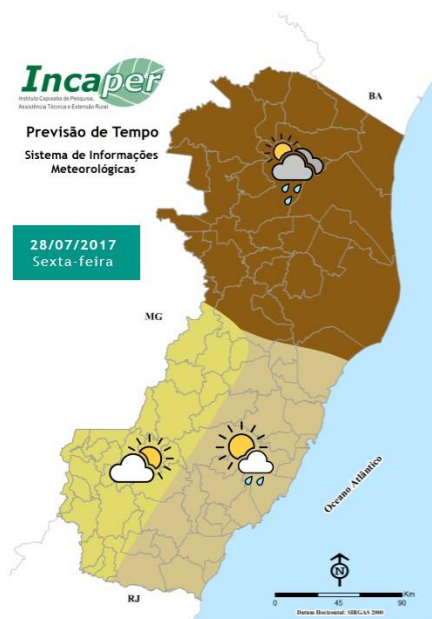 Incaper
Instituto Capixaba de Pesquisa,
Assistência Técnica e Extensão Rural
Previsão de Tempo
Sistema de Informações
Meteorológicas
28/07/2017
Sexta-feira
BA
MG
Oceano Atlântico
RJ
N
Km
0 45 90
Datum Horizontal: SIRGAS 2000